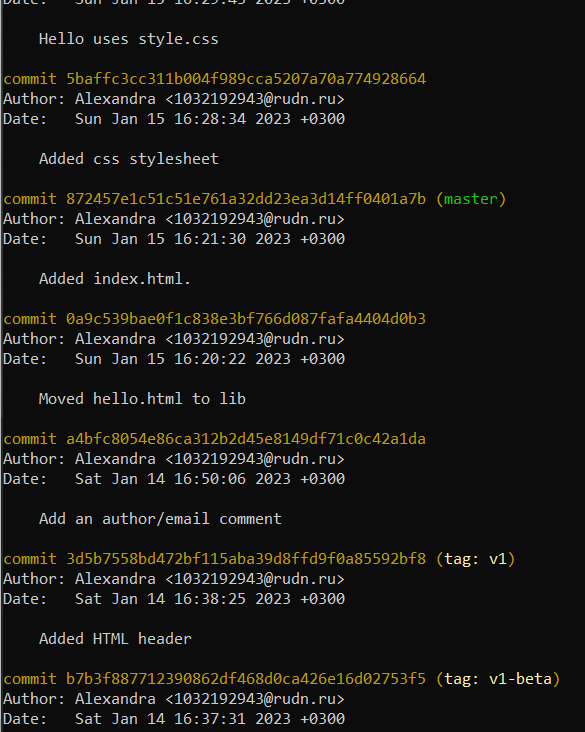 Date:   Sun Jan 15 16:29:43 2023 +0300
Hello uses style.css
commit 5baffc3cc311b004f989cca5207a70a774928664
Author: Alexandra <1032192943@rudn.ru>
Date:   Sun Jan 15 16:28:34 2023 +0300
Added css stylesheet
commit 872457e1c51c51e761a32dd23ea3d14ff0401a7b (master)
Author: Alexandra <1032192943@rudn.ru>
Date:   Sun Jan 15 16:21:30 2023 +0300
Added index.html.
commit 0a9c539bae0f1c838e3bf766d087fafa4404d0b3
Author: Alexandra <1032192943@rudn.ru>
Date:   Sun Jan 15 16:20:22 2023 +0300
Moved hello.html to lib
commit a4bfc8054e86ca312b2d45e8149df71c0c42a1da
Author: Alexandra <1032192943@rudn.ru>
Date:   Sat Jan 14 16:50:06 2023 +0300
Add an author/email comment
commit 3d5b7558bd472bf115aba39d8ffd9f0a85592bf8 (tag: v1)
Author: Alexandra <1032192943@rudn.ru>
Date:   Sat Jan 14 16:38:25 2023 +0300
Added HTML header
commit b7b3f887712390862df468d0ca426e16d02753f5 (tag: v1-beta)
Author: Alexandra <1032192943@rudn.ru>
Date:   Sat Jan 14 16:37:31 2023 +0300